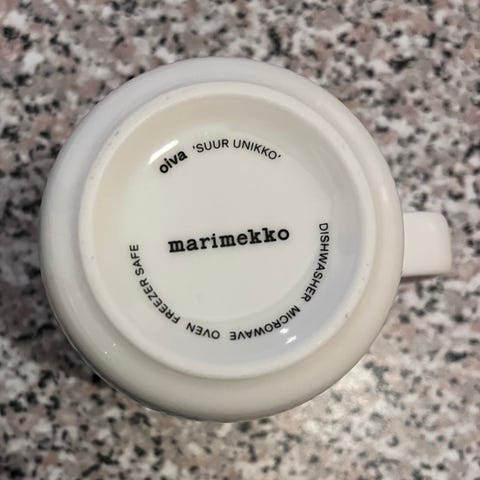 oiva 'SUUR UNIKKO'
marimekko
DISHWASHER MICROWAVE OVEN FREEZER SAFE